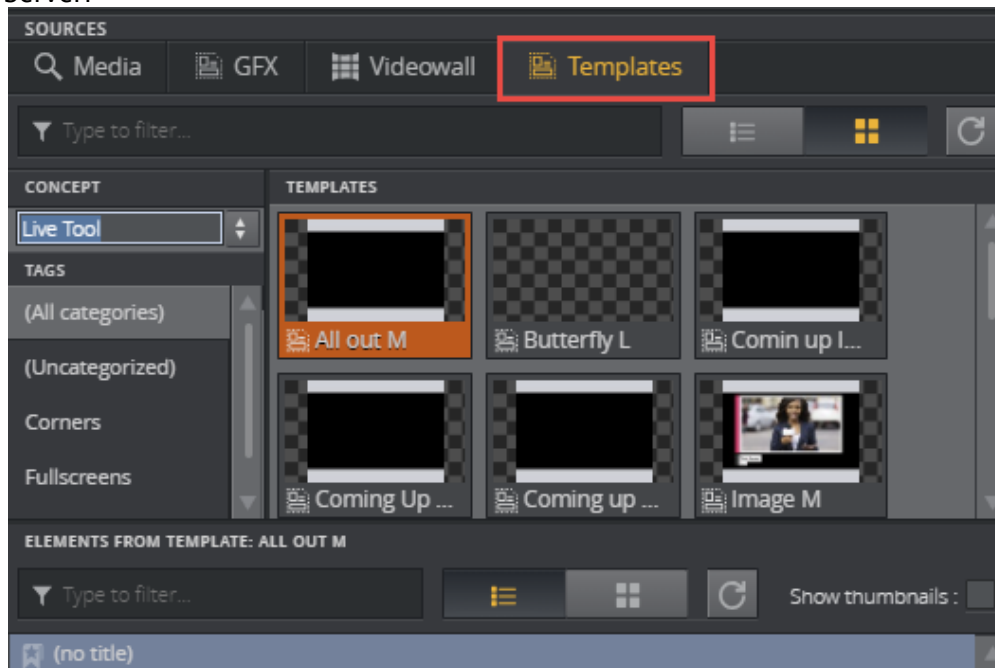 SOURCES
Media GFX Videowall Templates
Type to filter...
CONCEPT TEMPLATES
Live Tool
TAGS
(All categories)
All out M Butterfly L Comin up l...
(Uncategorized)
Corners
Fullscreens
Coming Up ... Coming up ... Image M
ELEMENTS FROM TEMPLATE: ALL OUT M
Type to filter... Show thumbnails :
(no title)